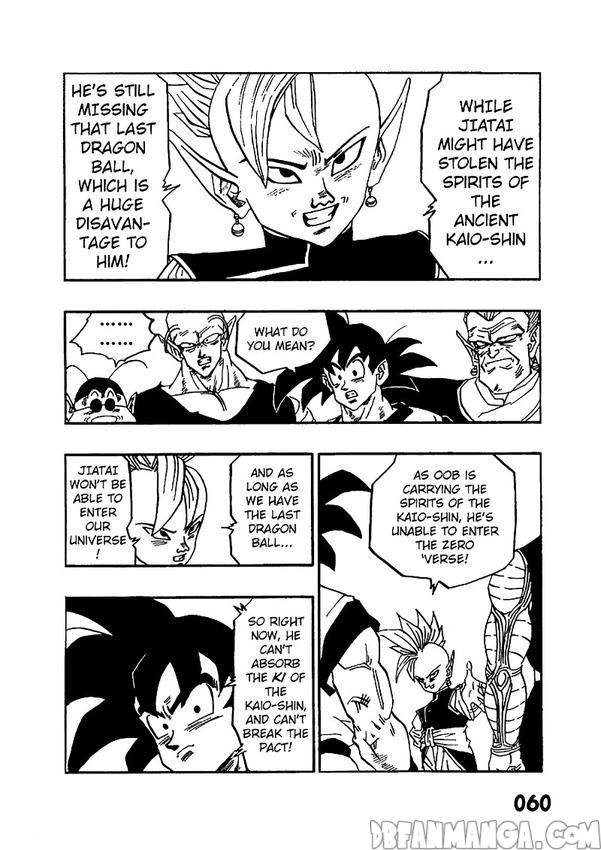 WHILE
JIATAI
MIGHT HAVE
STOLEN THE
SPIRITS OF
THE
ANCIENT
KAIO-SHIN
...
HE'S STILL
MISSING
THAT LAST
DRAGON
BALL,
WHICH IS
A HUGE
DISAVAN-
TAGE TO
HIM!
WHAT DO
YOU MEAN?
......
......
AS OOB IS
CARRYING THE
SPIRITS OF THE
KAIO-SHIN, HE'S
UNABLE TO ENTER
THE ZERO
'VERSE!
AND AS
LONG AS
WE HAVE
THE LAST
DRAGON
BALL...
JIATAI
WON'T BE
ABLE TO
ENTER
OUR
UNIVERSE
!
SO RIGHT
NOW, HE
CAN'T
ABSORB
THE KI OF
THE
KAIO-SHIN,
AND CAN'T
BREAK THE
PACT!
060
DBFANMANGA.COM